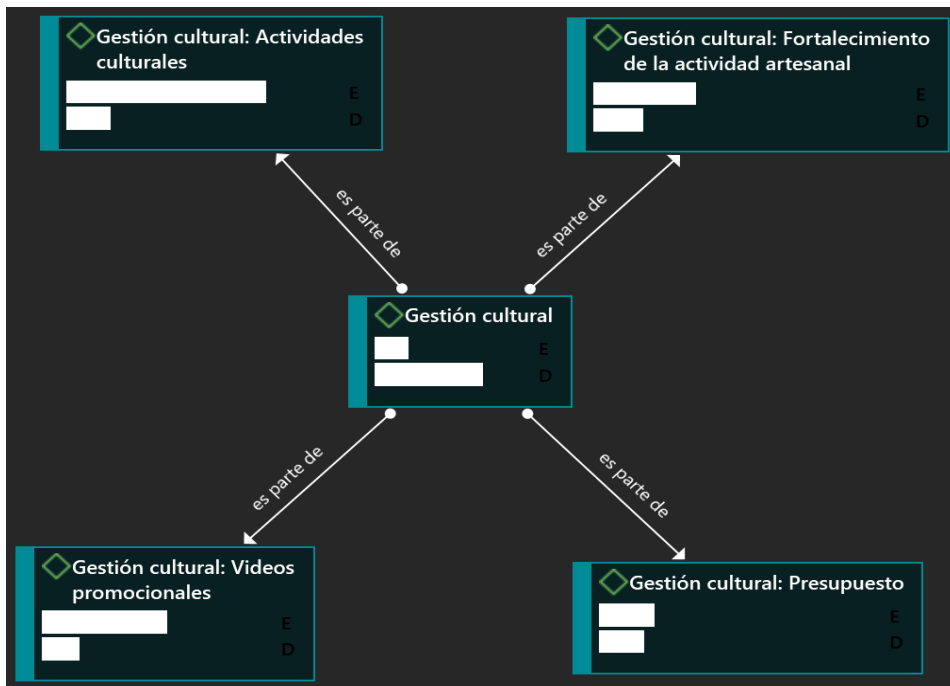 Gestión cultural: Actividades
culturales
E
D
Gestión cultural: Fortalecimiento
de la actividad artesanal
E
D
es parte de
es parte de
Gestión cultural
E
D
es parte de
es parte de
Gestión cultural: Videos
promocionales
E
D
Gestión cultural: Presupuesto
E
D